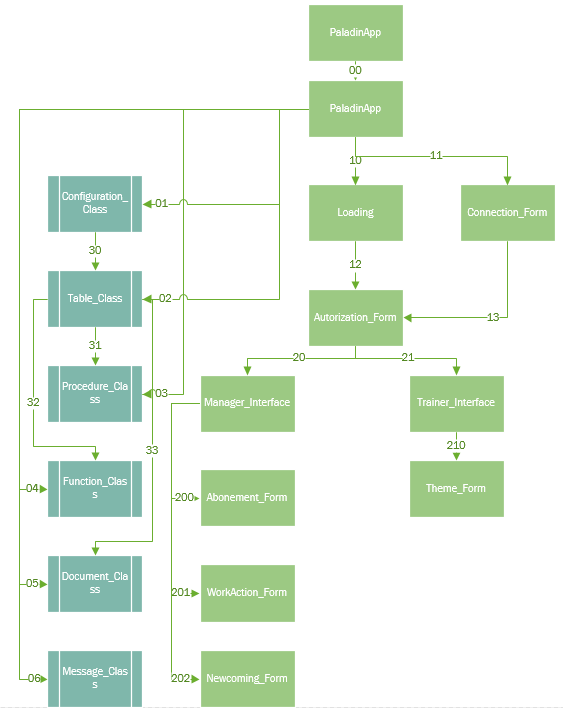 PaladinApp
00
PaladinApp
10
11
Configuration_
Class
01
Loading
Connection_Form
30
12
Table_Class
02
Autorization_Form
13
31
20
21
Procedure_Cla
ss
03
32
Manager_Interface
Trainer_Interface
33
210
Function_Clas
s
04
200
Abonement_Form
Theme_Form
Document_Cla
ss
05
201
WorkAction_Form
Message_Clas
s
06
202
Newcoming_Form